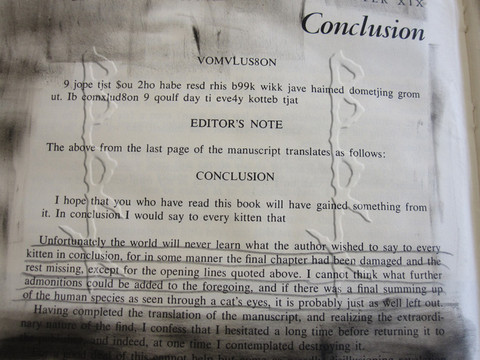 XIX
Conclusion
VOMVLUS8ON
9 jope tjst $ou 2ho habe resd rhis b99k wikk jave haimed dometjing grom
ut. Ib comxlud8on 9 qoulf day ti eve4y kotteb tjat
EDITOR'S NOTE
The above from the last page of the manuscript translates as follows:
CONCLUSION
I hope that you who have read this book will have gained something from
it. In conclusion I would say to every kitten that
Unfortunately the world will never learn what the author wished to say to every
kitten in conclusion, for in some manner the final chapter had been damaged and the
rest missing, except for the opening lines quoted above. I cannot think what further
admonitions could be added to the foregoing, and if there was a final summing up
of the human species as seen through a cat's eyes, it is probably just as well left out.
Having completed the translation of the manuscript, and realizing the extraordi-
nary nature of the find, I confess that I hesitated a long time before returning it to
and indeed, at one time I contemplated destroying it.